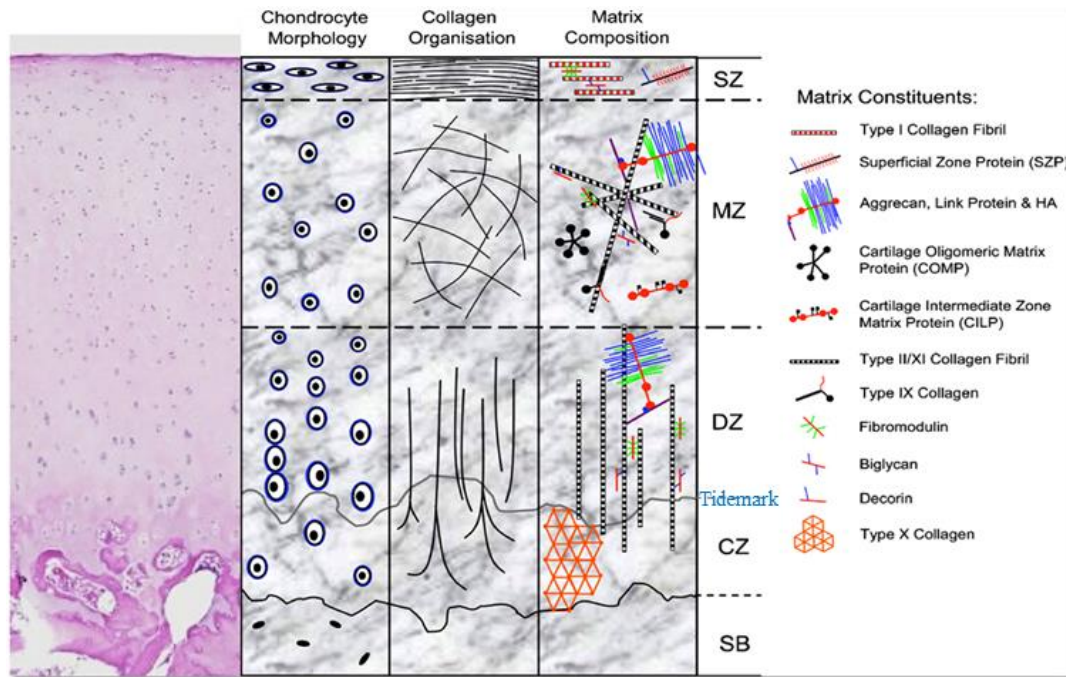 Chondrocyte
Morphology
Collagen
Organisation
Matrix
Composition
SZ
MZ
DZ
Tidemark
CZ
SB
Matrix Constituents:
Type I Collagen Fibril
Superficial Zone Protein (SZP)
Aggrecan, Link Protein & HA
Cartilage Oligomeric Matrix
Protein (COMP)
Cartilage Intermediate Zone
Matrix Protein (CILP)
Type II/XI Collagen Fibril
Type IX Collagen
Fibromodulin
Biglycan
Decorin
Type X Collagen